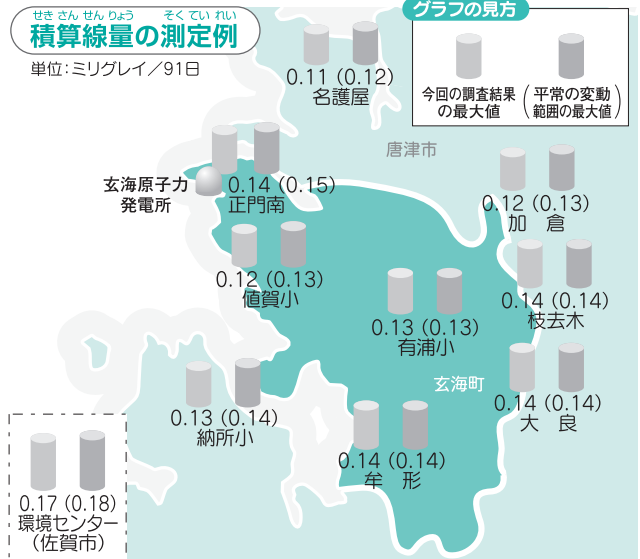 せきさんせんりょう そくていれい
積算線量の測定例
単位：ミリグレイ／91日
グラフの見方
今回の調査結果
の最大値
(平常の変動
範囲の最大値)
0.11（0.12）
名護屋
唐津市
玄海原子力
発電所
0.14（0.15）
正門南
0.12（0.13）
加　倉
0.12（0.13）
値賀小
0.14（0.14）
枝去木
0.13（0.13）
有浦小
玄海町
0.14（0.14）
大　良
0.13（0.14）
納所小
0.14（0.14）
牟　形
0.17（0.18）
環境センター
（佐賀市）